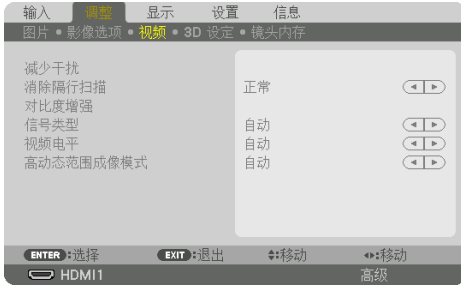 输入 调整 显示 设置 信息
图片 • 影像选项 • 视频 • 3D 设定 • 镜头内存
减少干扰
消除隔行扫描 正常
对比度增强
信号类型 自动
视频电平 自动
高动态范围成像模式 自动
ENTER:选择 EXIT:退出 :移动 :移动
HDMI1 高级